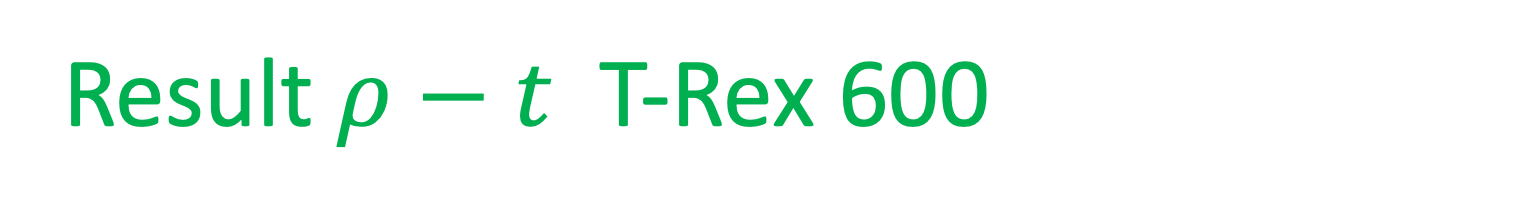 Result 𝜌 − 𝑡 T-Rex 600